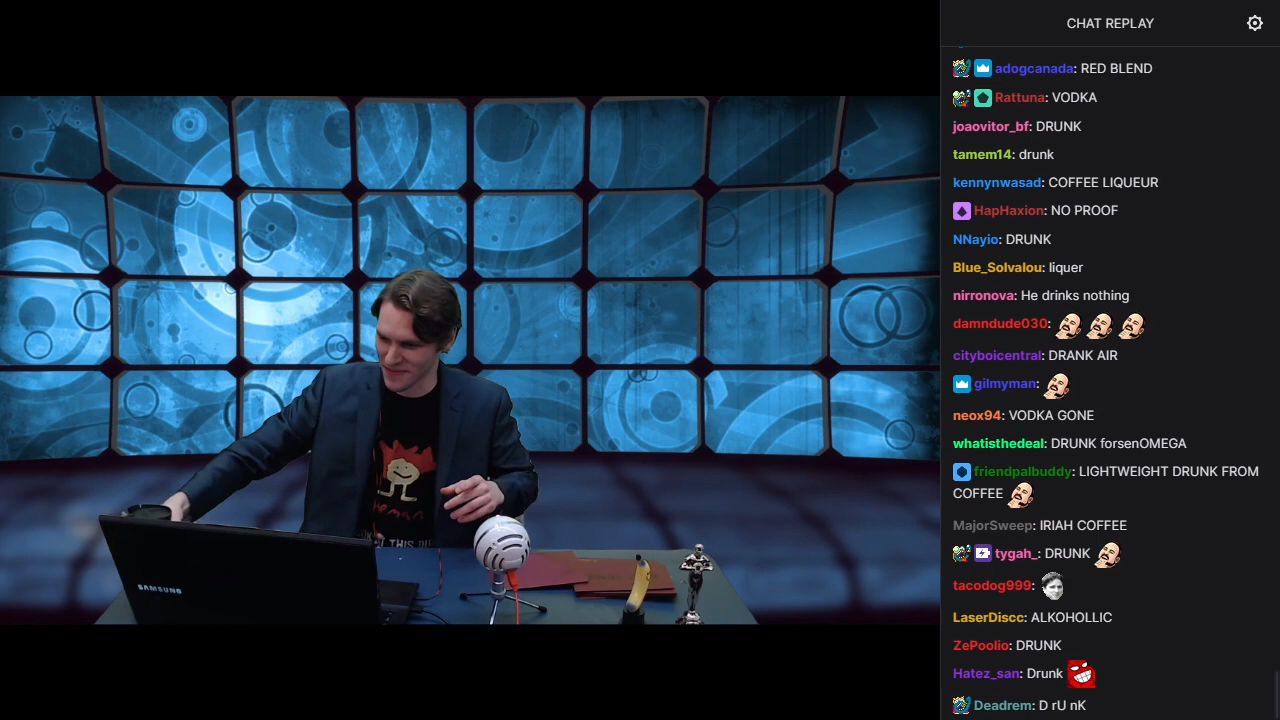 CHAT REPLAY
adogcanada: RED BLEND
Rattuna: VODKA
joaovitor_bf: DRUNK
tamem14: drunk
kennynwasad: COFFEE LIQUEUR
HapHaxion: NO PROOF
NNayio: DRUNK
Blue_Solvalou: liquer
nirronova: He drinks nothing
damndude030:
cityboicentral: DRANK AIR
gilmyman:
neox94: VODKA GONE
whatisthedeal: DRUNK forsenOMEGA
friendpalbuddy: LIGHTWEIGHT DRUNK FROM
COFFEE
MajorSweep: IRIAH COFFEE
tygah_: DRUNK
tacodog999:
LaserDiscc: ALKOHOLLIC
ZePoolio: DRUNK
Hatez_san: Drunk
Deadrem: D rU nK
SAMSUNG